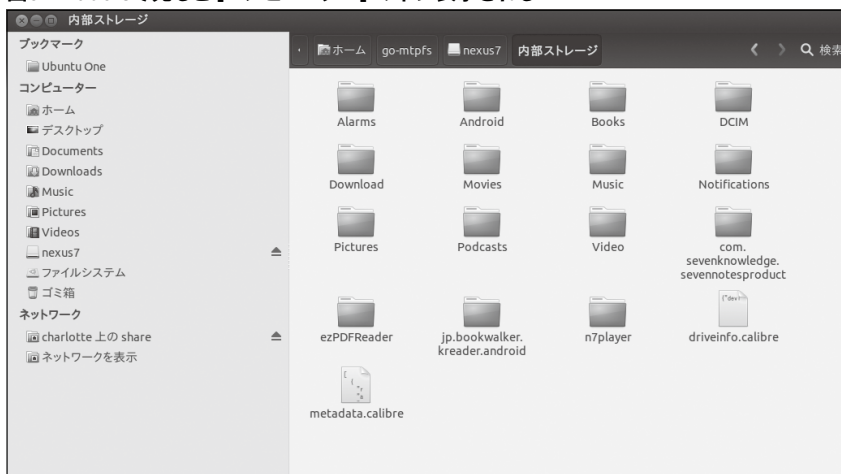 内部ストレージ
ブックマーク
Ubuntu One
コンピューター
ホーム
デスクトップ
Documents
Downloads
Music
Pictures
Videos
nexus7
ファイルシステム
ゴミ箱
ネットワーク
charlotte 上の share
ネットワークを表示
ホーム go-mtpfs nexus7 内部ストレージ 検索
Alarms Android Books DCIM
Download Movies Music Notifications
Pictures Podcasts Video com.
sevenknowledge.
sevennotesproduct
ezPDFReader jp.bookwalker. n7player driveinfo.calibre
kreader.android
metadata.calibre